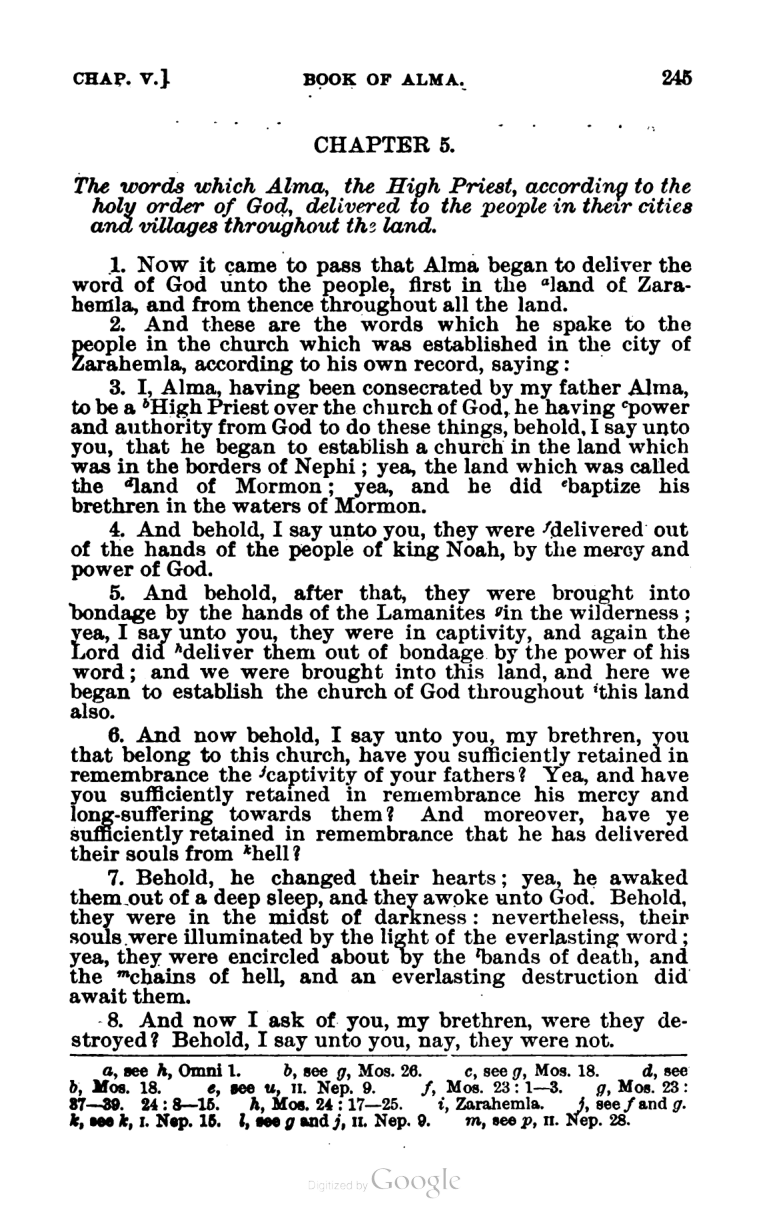 CHAP. V.]
BOOK OF ALMA.
245
CHAPTER 5.
The words which Alma, the High Priest, according to the
holy order of God, delivered to the people in their cities
and villages throughout the land.
1. Now it came to pass that Alma began to deliver the
word of God unto the people, first in the ᵃland of Zara-
hemla, and from thence throughout all the land.
2. And these are the words which he spake to the
people in the church which was established in the city of
Zarahemla, according to his own record, saying:
3. I, Alma, having been consecrated by my father Alma,
to be a ᵇHigh Priest over the church of God, he having ᶜpower
and authority from God to do these things, behold, I say unto
you, that he began to establish a church in the land which
was in the borders of Nephi; yea, the land which was called
the ᵈland of Mormon; yea, and he did ᵉbaptize his
brethren in the waters of Mormon.
4. And behold, I say unto you, they were ᶠdelivered out
of the hands of the people of king Noah, by the mercy and
power of God.
5. And behold, after that, they were brought into
bondage by the hands of the Lamanites ᵍin the wilderness;
yea, I say unto you, they were in captivity, and again the
Lord did ʰdeliver them out of bondage by the power of his
word; and we were brought into this land, and here we
began to establish the church of God throughout ⁱthis land
also.
6. And now behold, I say unto you, my brethren, you
that belong to this church, have you sufficiently retained in
remembrance the ʲcaptivity of your fathers? Yea, and have
you sufficiently retained in remembrance his mercy and
long-suffering towards them? And moreover, have ye
sufficiently retained in remembrance that he has delivered
their souls from ᵏhell?
7. Behold, he changed their hearts; yea, he awaked
them out of a deep sleep, and they awoke unto God. Behold,
they were in the midst of darkness: nevertheless, their
souls were illuminated by the light of the everlasting word;
yea, they were encircled about by the ˡbands of death, and
the ᵐchains of hell, and an everlasting destruction did
await them.
8. And now I ask of you, my brethren, were they de-
stroyed? Behold, I say unto you, nay, they were not.
a, see h, Omni 1. b, see g, Mos. 26. c, see g, Mos. 18. d, see
b, Mos. 18. e, see u, II. Nep. 9. f, Mos. 23:1—3. g, Mos. 23:
37—39. 24:8—15. h, Mos. 24:17—25. i, Zarahemla. j, see f and g.
k, see k, I. Nep. 15. l, see g and j, II. Nep. 9. m, see p, II. Nep. 28.
Digitized by Google